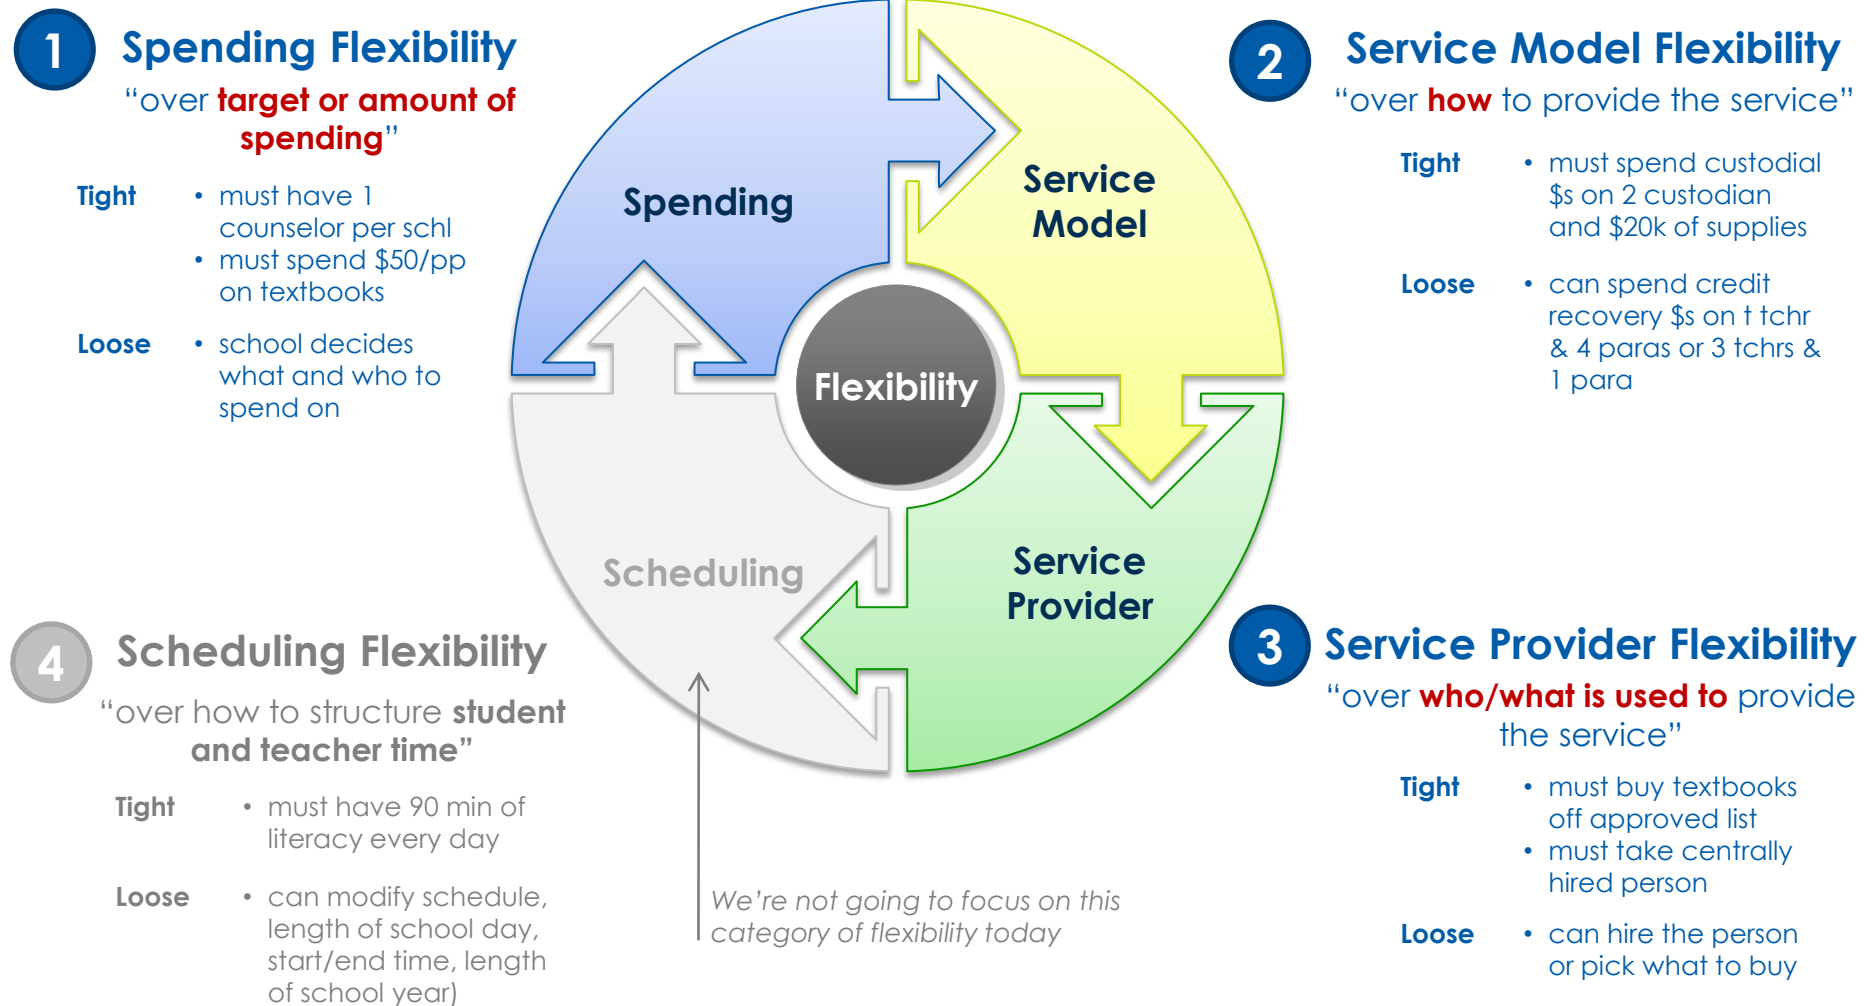 1
Spending Flexibility
“over target or amount of
spending”
Tight
• must have 1
counselor per schl
• must spend $50/pp
on textbooks
Loose
• school decides
what and who to
spend on
2
Service Model Flexibility
“over how to provide the service”
Tight
• must spend custodial
$s on 2 custodian
and $20k of supplies
Loose
• can spend credit
recovery $s on t tchr
& 4 paras or 3 tchrs &
1 para
Spending
Service
Model
Flexibility
Scheduling
Service
Provider
4
Scheduling Flexibility
“over how to structure student
and teacher time”
Tight
• must have 90 min of
literacy every day
Loose
• can modify schedule,
length of school day,
start/end time, length
of school year)
We’re not going to focus on this
category of flexibility today
3
Service Provider Flexibility
“over who/what is used to provide
the service”
Tight
• must buy textbooks
off approved list
• must take centrally
hired person
Loose
• can hire the person
or pick what to buy